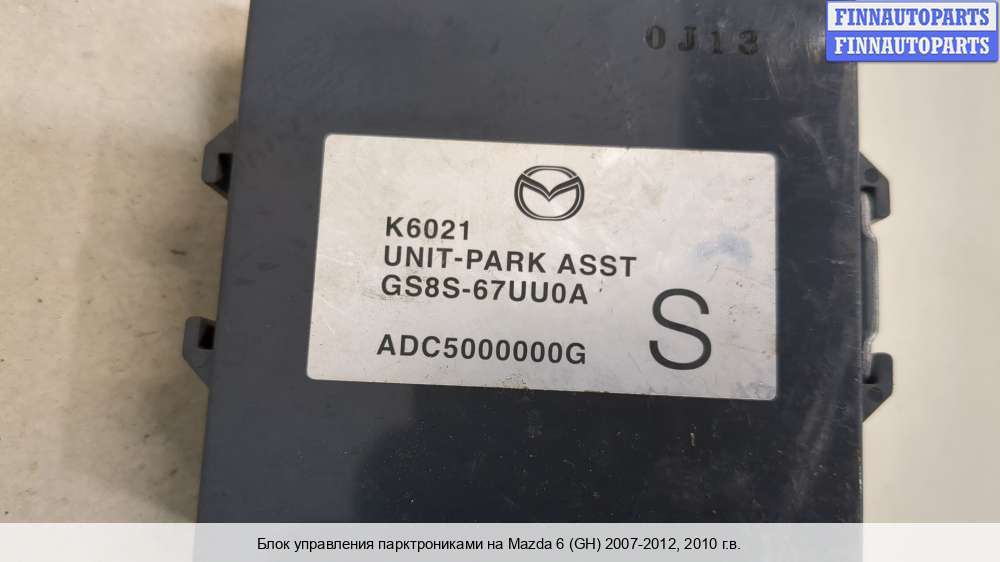 FINNAUTOPARTS
FINNAUTOPARTS
0J13
K6021
UNIT-PARK ASST
GS8S-67UU0A
ADC5000000G
S
Блок управления парктрониками на Mazda 6 (GH) 2007-2012, 2010 г.в.